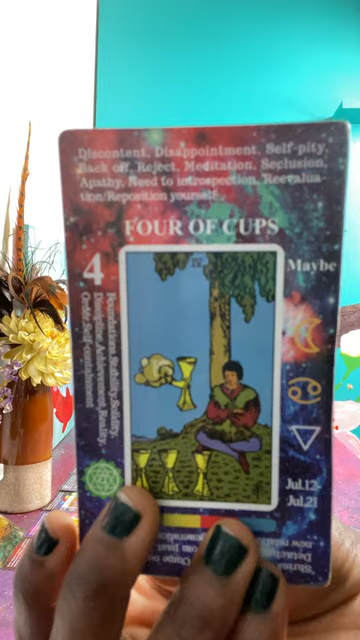 Discontent, Disappointment, Self-pity,
Back off, Reject, Meditation, Seclusion,
Apathy, Need to introspection, Reevalua
tion/Reposition yourself,
FOUR OF CUPS
4
Maybe
IV
Foundation, Stability, Solidity,
Discipline, Achievement, Reality,
Order, Self-containment
Jul.12-
Jul.21